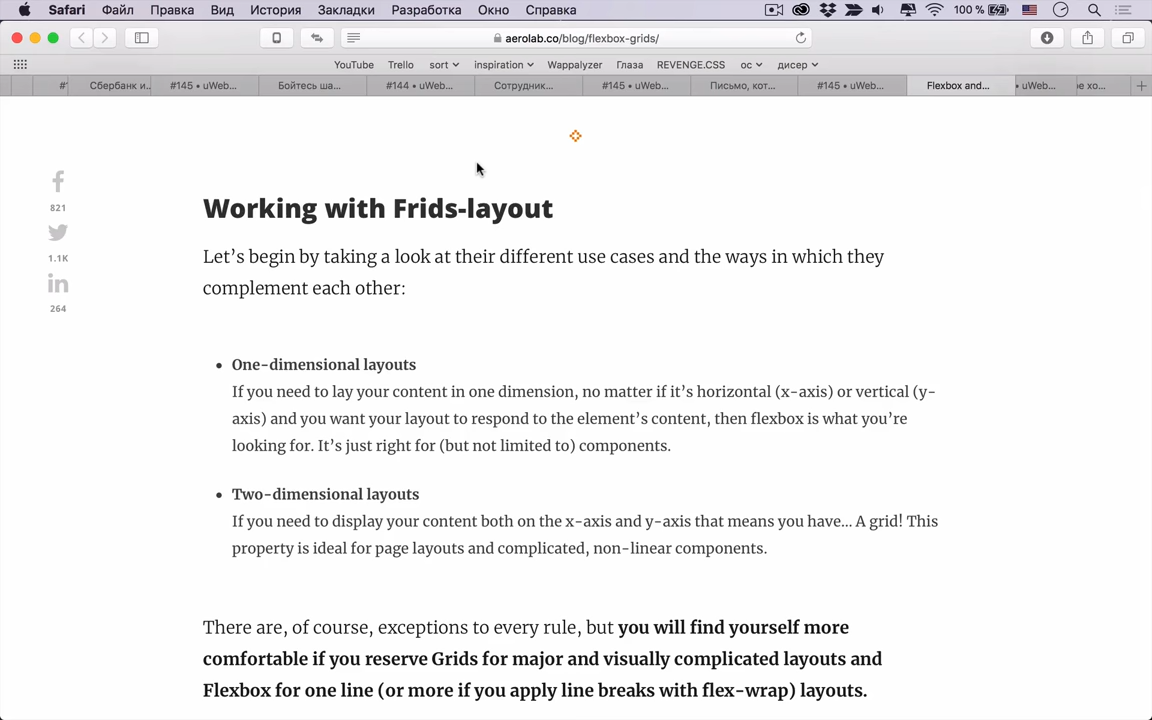 Safari Файл Правка Вид История Закладки Разработка Окно Справка 100 %
aerolab.co/blog/flexbox-grids/
YouTube Trello sort inspiration Wappalyzer Глаза REVENGE.CSS ос дисер
Сбербанк и... #145 • uWeb... Бойтесь ша... #144 • uWeb... Сотрудник... #145 • uWeb... Письмо, кот... #145 • uWeb... Flexbox and... • uWeb... хо...
Working with Frids-layout
Let’s begin by taking a look at their different use cases and the ways in which they
complement each other:
821
1.1K
264
• One-dimensional layouts
If you need to lay your content in one dimension, no matter if it’s horizontal (x-axis) or vertical (y-
axis) and you want your layout to respond to the element’s content, then flexbox is what you’re
looking for. It’s just right for (but not limited to) components.
• Two-dimensional layouts
If you need to display your content both on the x-axis and y-axis that means you have... A grid! This
property is ideal for page layouts and complicated, non-linear components.
There are, of course, exceptions to every rule, but you will find yourself more
comfortable if you reserve Grids for major and visually complicated layouts and
Flexbox for one line (or more if you apply line breaks with flex-wrap) layouts.